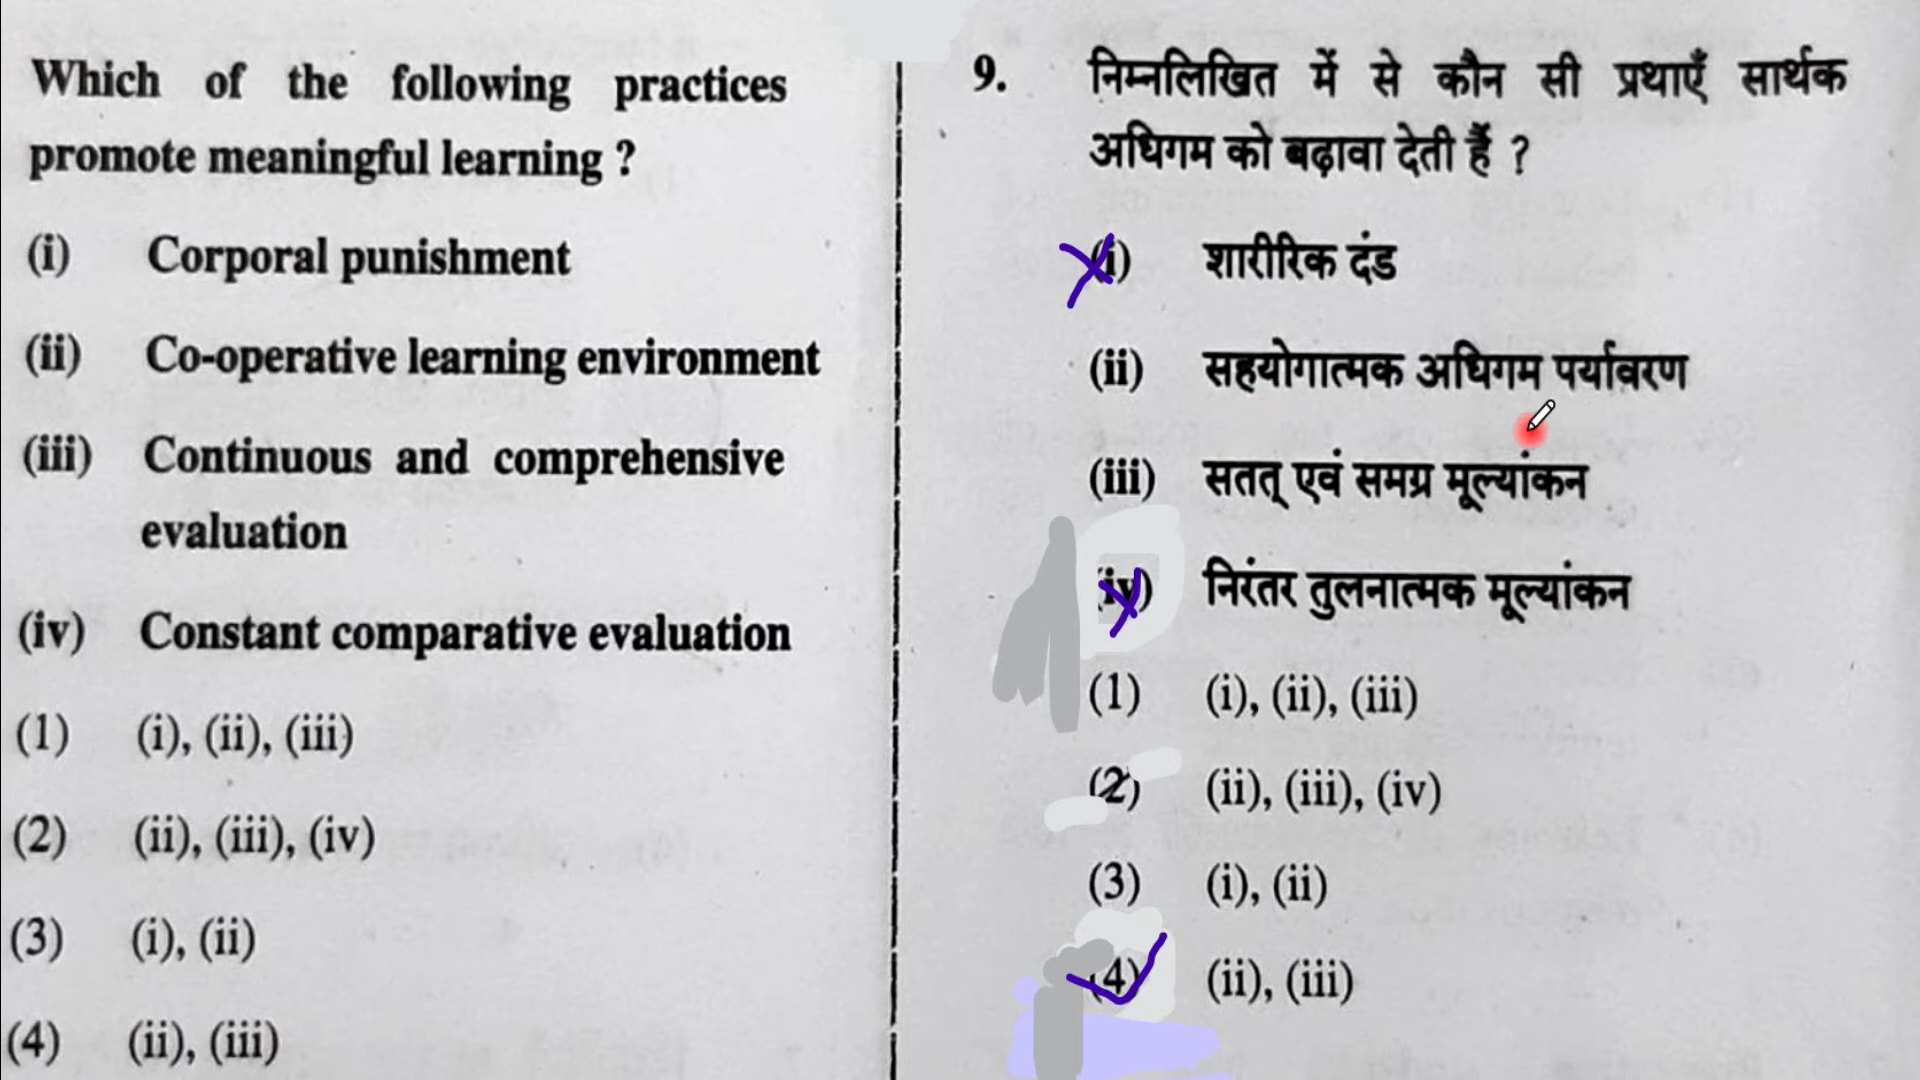 Which of the following practices
promote meaningful learning ?
(i) Corporal punishment
(ii) Co-operative learning environment
(iii) Continuous and comprehensive
evaluation
(iv) Constant comparative evaluation
(1) (i), (ii), (iii)
(2) (ii), (iii), (iv)
(3) (i), (ii)
(4) (ii), (iii)
9. निम्नलिखित में से कौन सी प्रथाएँ सार्थक
अधिगम को बढ़ावा देती हैं ?
(i) शारीरिक दंड
(ii) सहयोगात्मक अधिगम पर्यावरण
(iii) सतत् एवं समग्र मूल्यांकन
(iv) निरंतर तुलनात्मक मूल्यांकन
(1) (i), (ii), (iii)
(2) (ii), (iii), (iv)
(3) (i), (ii)
(4) (ii), (iii)